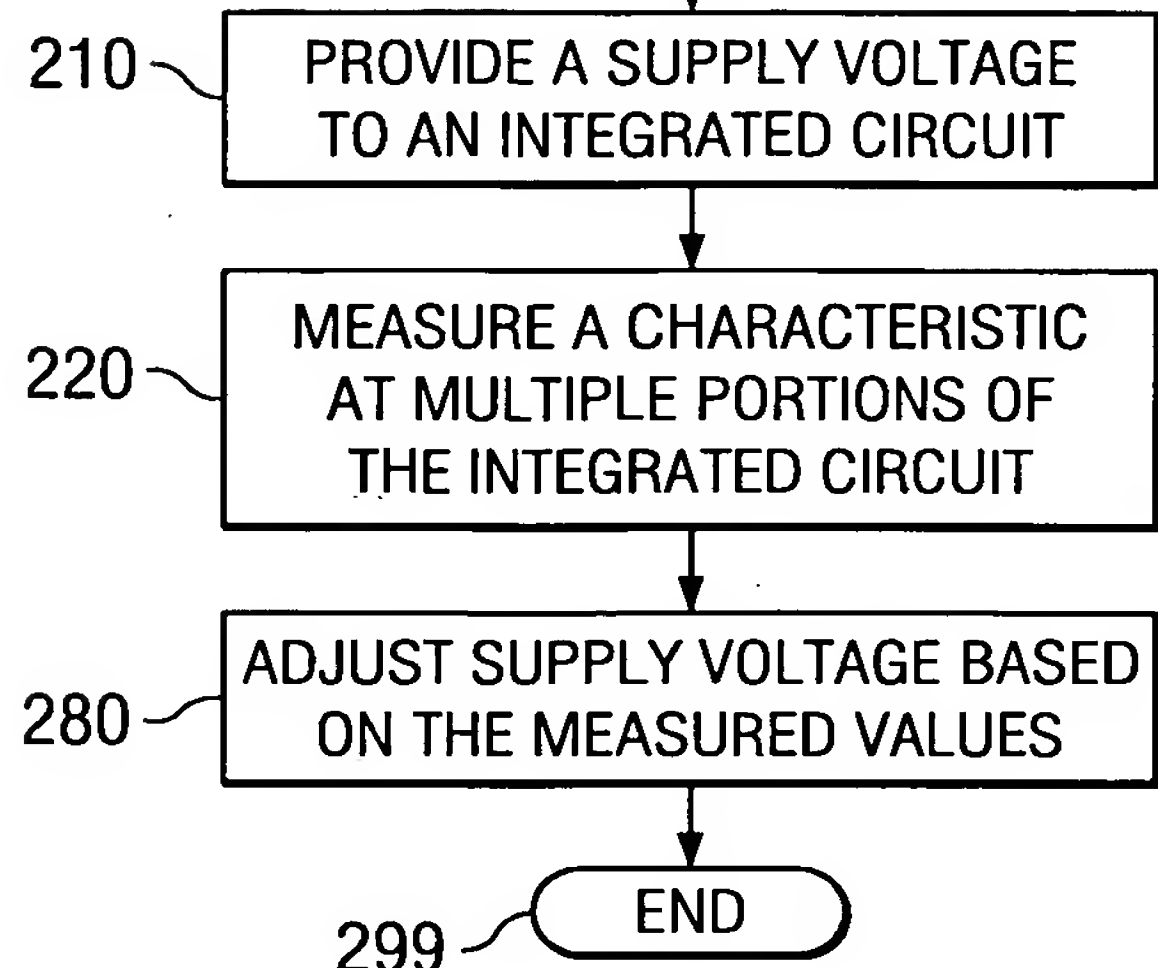 210
PROVIDE A SUPPLY VOLTAGE
TO AN INTEGRATED CIRCUIT
220
MEASURE A CHARACTERISTIC
AT MULTIPLE PORTIONS OF
THE INTEGRATED CIRCUIT
280
ADJUST SUPPLY VOLTAGE BASED
ON THE MEASURED VALUES
END
299